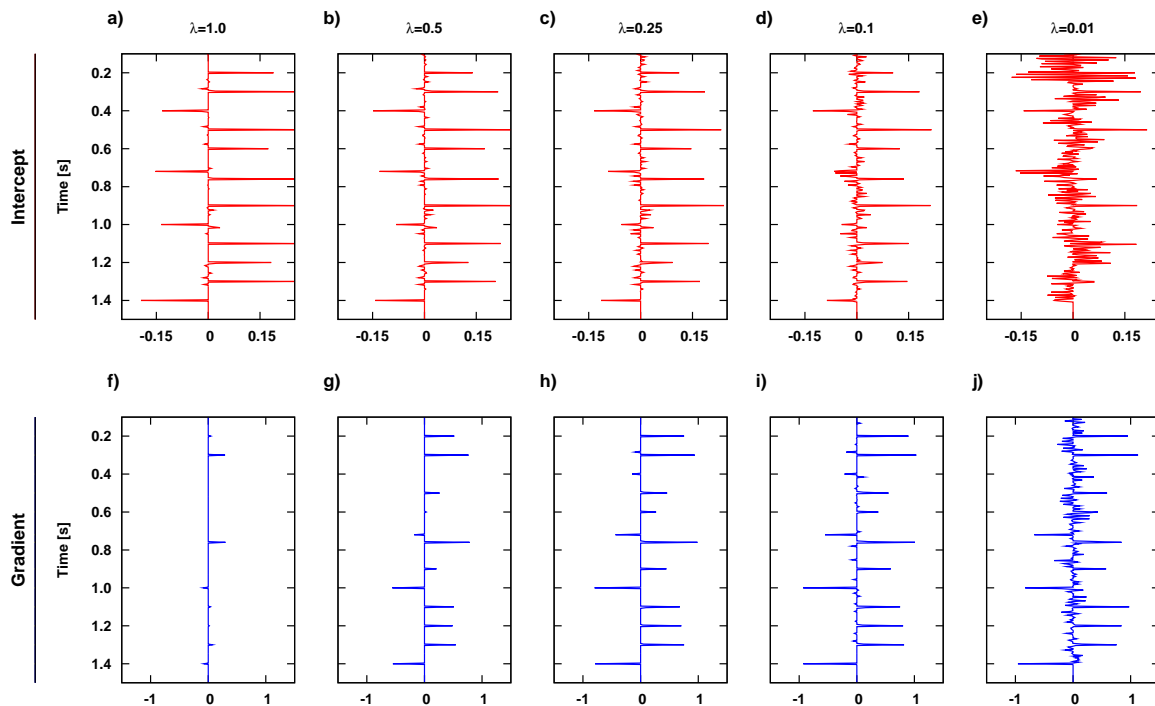 a) b) c) d) e)
λ=1.0 λ=0.5 λ=0.25 λ=0.1 λ=0.01
Intercept
Time [s]
0.2
0.4
0.6
0.8
1.0
1.2
1.4
-0.15 0 0.15 -0.15 0 0.15 -0.15 0 0.15 -0.15 0 0.15 -0.15 0 0.15
f) g) h) i) j)
Gradient
Time [s]
0.2
0.4
0.6
0.8
1.0
1.2
1.4
-1 0 1 -1 0 1 -1 0 1 -1 0 1 -1 0 1